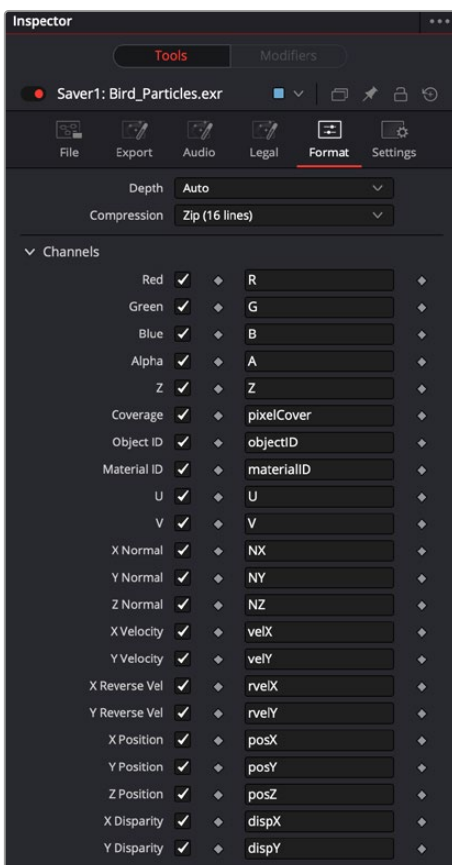 Inspector
Tools Modifiers
Saver1: Bird_Particles.exr
File Export Audio Legal Format Settings
Depth Auto
Compression Zip (16 lines)
Channels
Red R
Green G
Blue B
Alpha A
Z Z
Coverage pixelCover
Object ID objectID
Material ID materialID
U U
V V
X Normal NX
Y Normal NY
Z Normal NZ
X Velocity velX
Y Velocity velY
X Reverse Vel rvelX
Y Reverse Vel rvelY
X Position posX
Y Position posY
Z Position posZ
X Disparity dispX
Y Disparity dispY